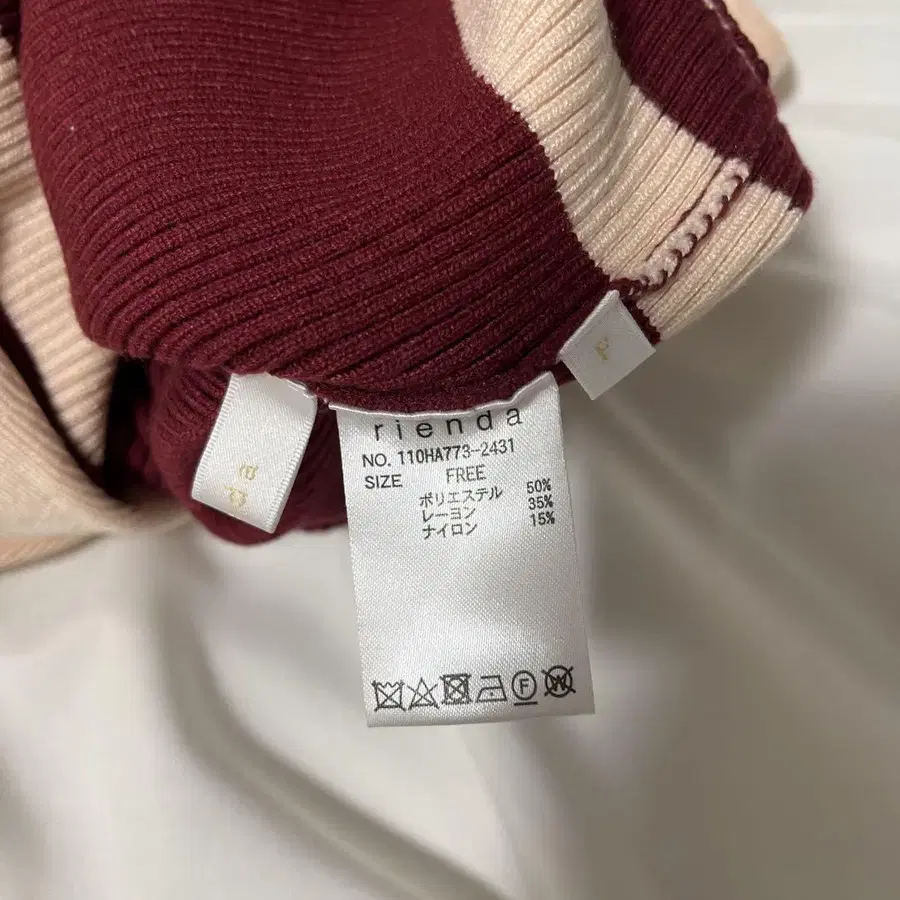 rienda
NO. 110HA773-2431
SIZE FREE
ポリエステル 50%
レーヨン 35%
ナイロン 15%
F
F
W